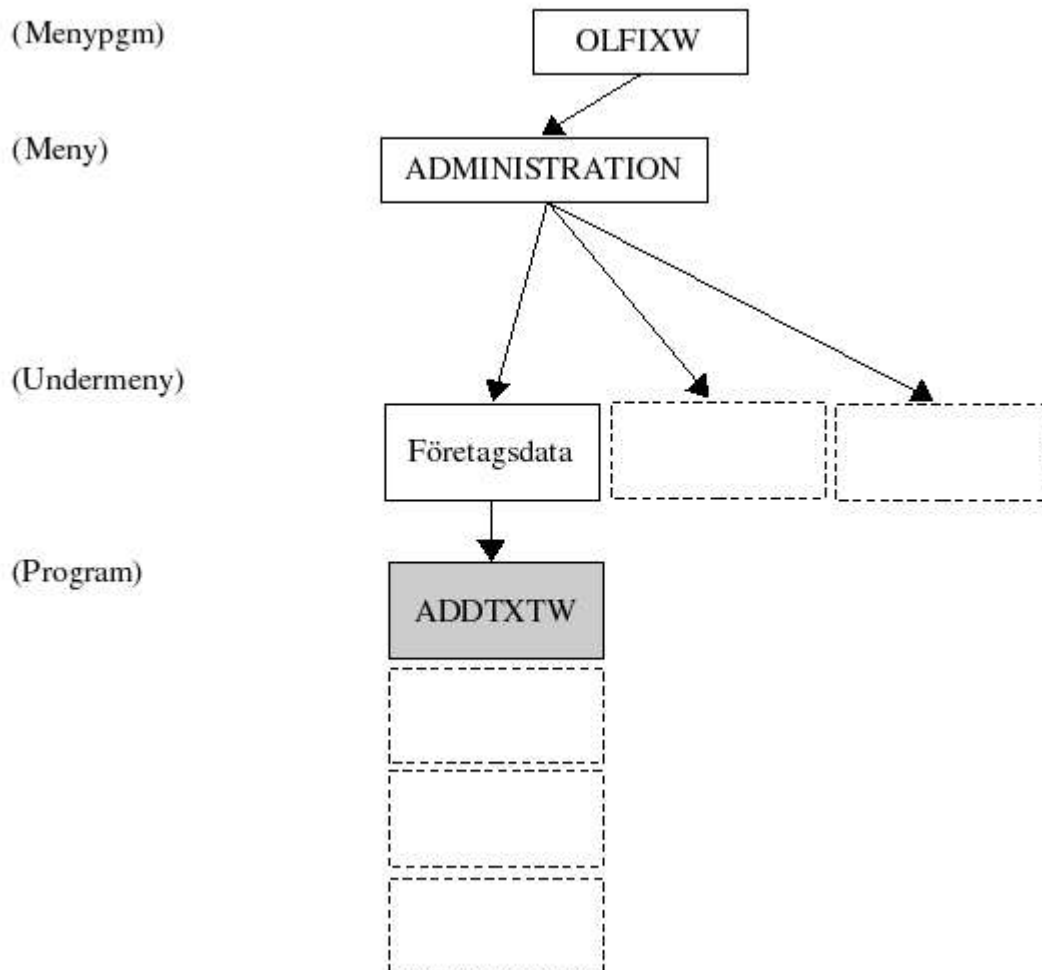 (Menypgm)
OLFIXW
(Meny)
ADMINISTRATION
(Undermeny)
Företagsdata
(Program)
ADDTXTW